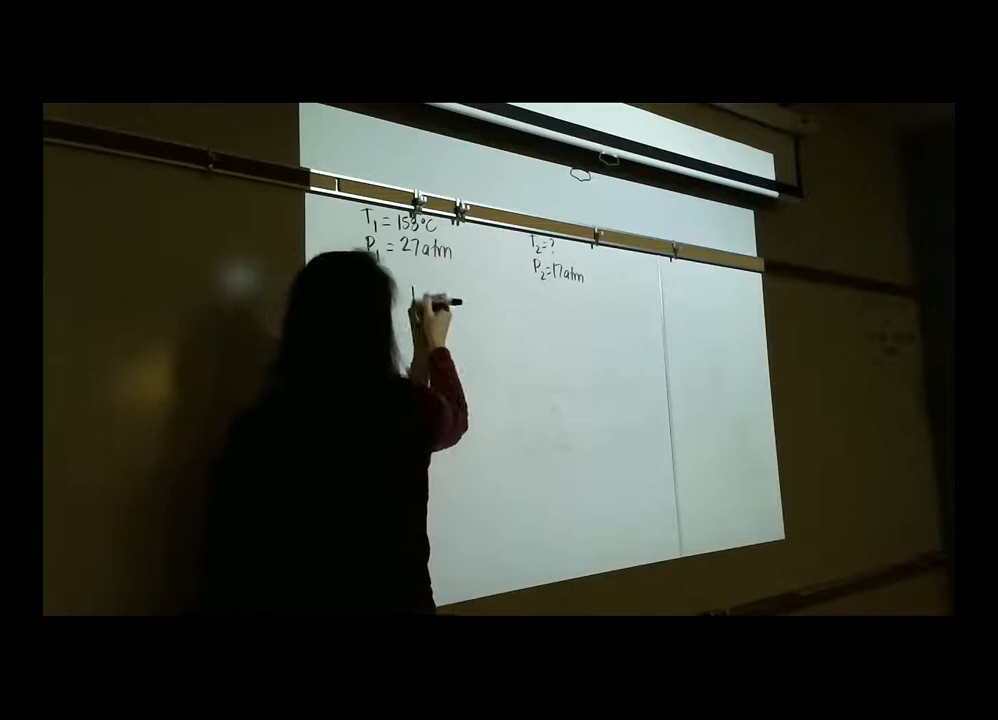 T₁ = 153°C
P₁ = 27atm
T₂=?
P₂=17atm